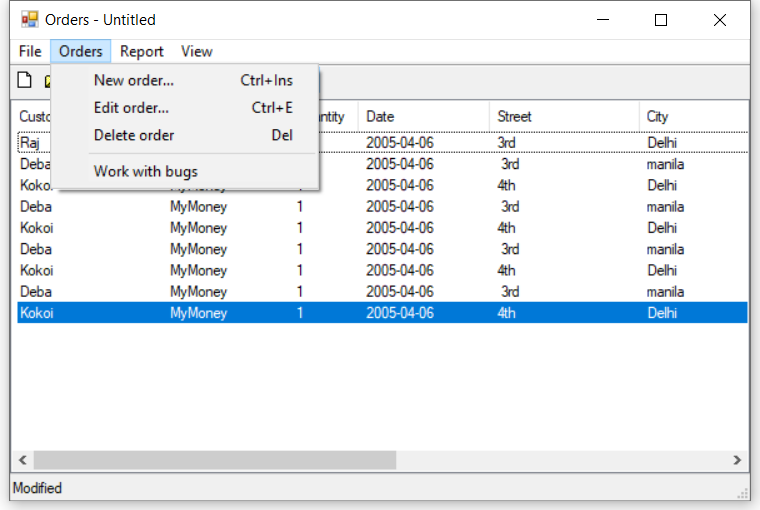 Orders - Untitled
File Orders Report View
New order... Ctrl+Ins
Edit order... Ctrl+E
Delete order Del
Work with bugs
Date Street City
Raj 2005-04-06 3rd Delhi
Deba 2005-04-06 3rd manila
Kokoi MyMoney 1 2005-04-06 4th Delhi
Deba MyMoney 1 2005-04-06 3rd manila
Kokoi MyMoney 1 2005-04-06 4th Delhi
Deba MyMoney 1 2005-04-06 3rd manila
Kokoi MyMoney 1 2005-04-06 4th Delhi
Deba MyMoney 1 2005-04-06 3rd manila
Kokoi MyMoney 1 2005-04-06 4th Delhi
Modified